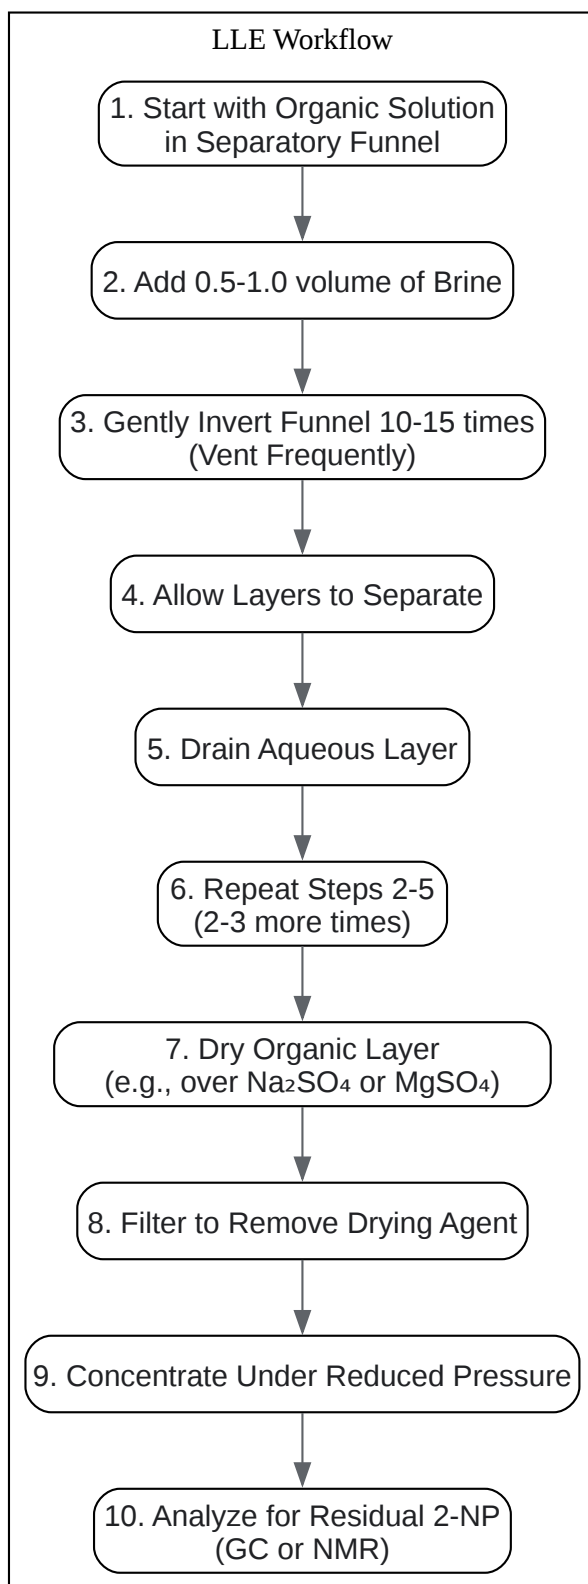 LLE Workflow
1. Start with Organic Solution
in Separatory Funnel
2. Add 0.5-1.0 volume of Brine
3. Gently Invert Funnel 10-15 times
(Vent Frequently)
4. Allow Layers to Separate
5. Drain Aqueous Layer
6. Repeat Steps 2-5
(2-3 more times)
7. Dry Organic Layer
(e.g., over Na₂SO₄ or MgSO₄)
8. Filter to Remove Drying Agent
9. Concentrate Under Reduced Pressure
10. Analyze for Residual 2-NP
(GC or NMR)